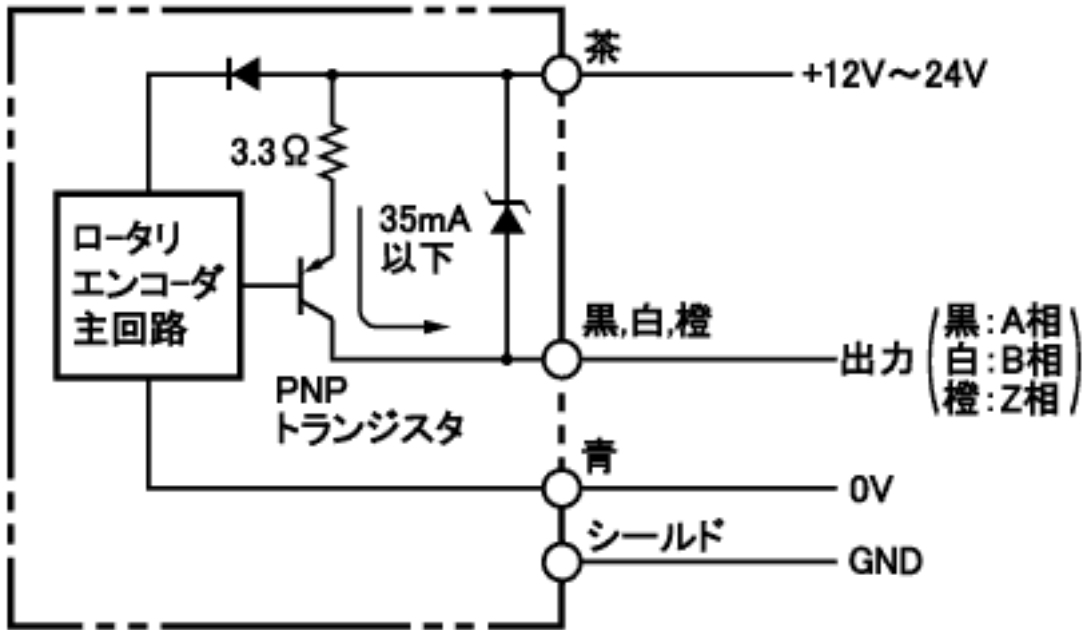 茶
+12V～24V
3.3Ω
35mA
以下
ロータリ
エンコーダ
主回路
黒,白,橙
出力
黒：A相
白：B相
橙：Z相
PNP
トランジスタ
青
0V
シールド
GND